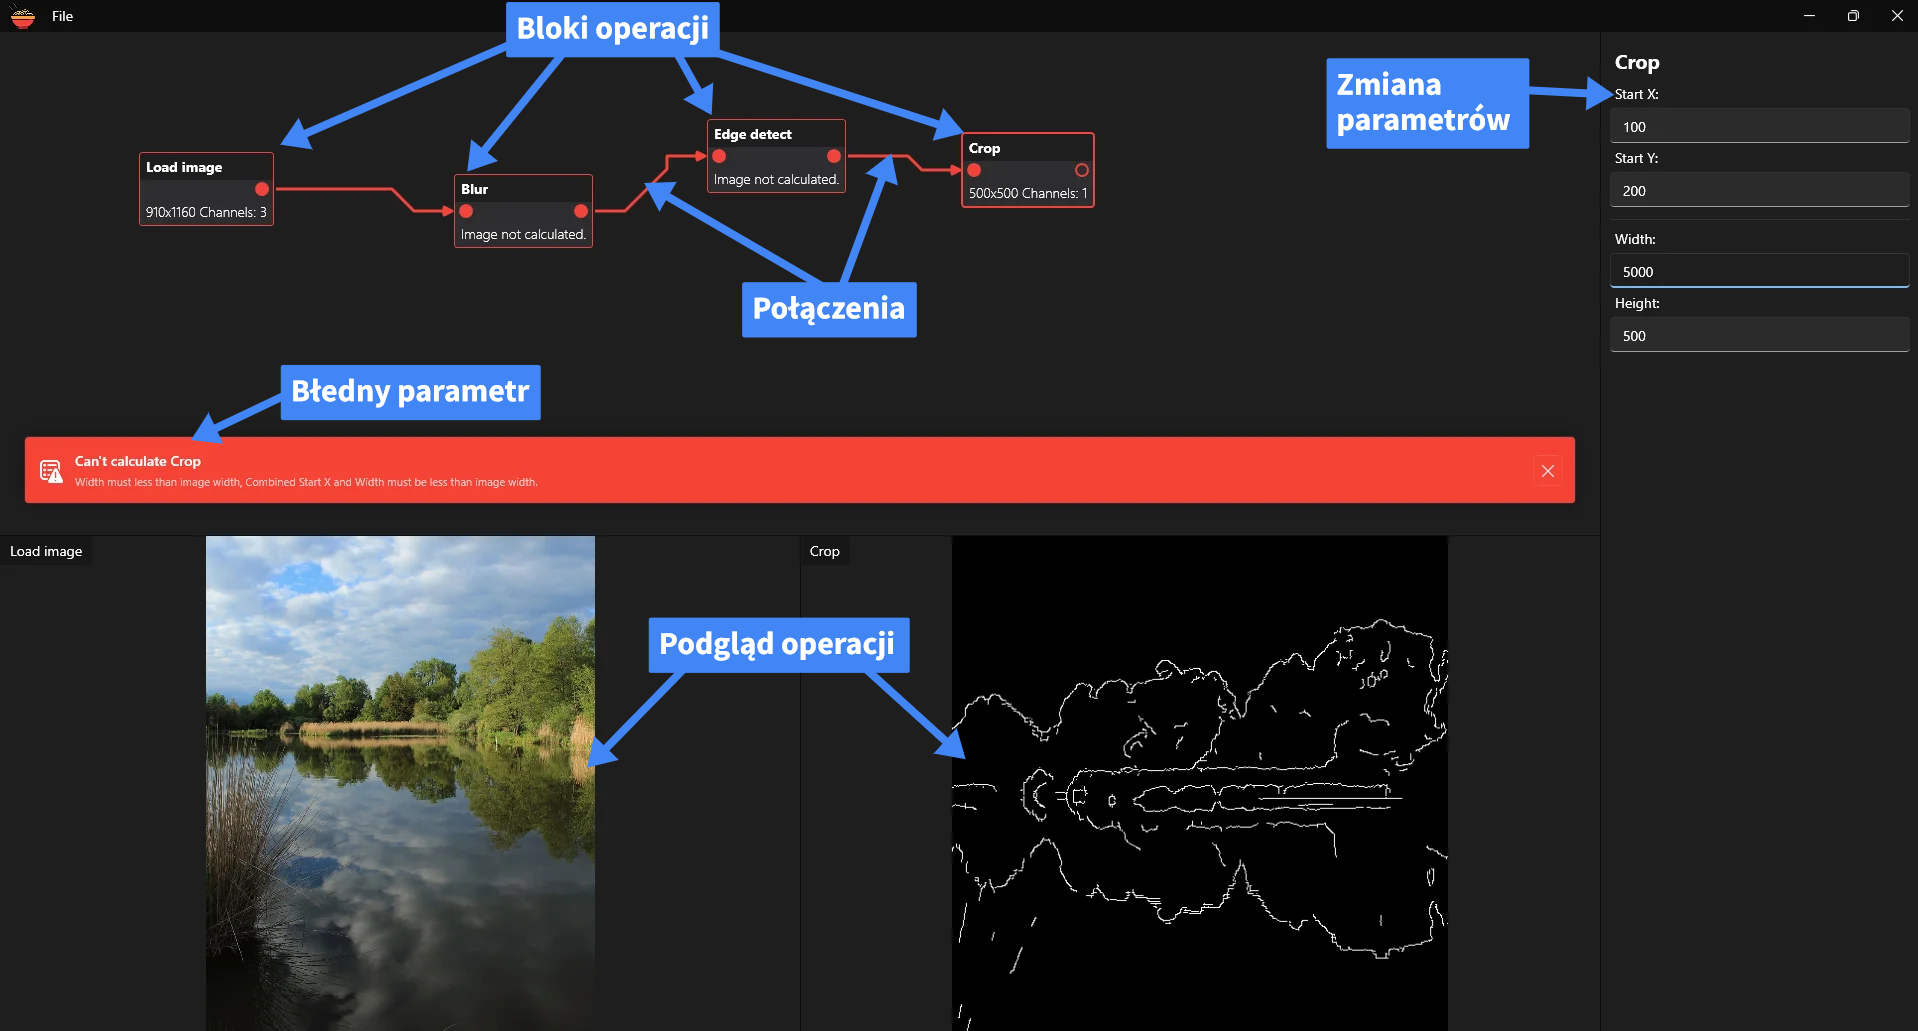 File
Bloki operacji
Zmiana
parametrów
Crop
Start X:
100
Start Y:
200
Width:
5000
Height:
500
Load image
910x1160 Channels: 3
Blur
Image not calculated.
Edge detect
Image not calculated.
Crop
500x500 Channels: 1
Połączenia
Błedny parametr
Can't calculate Crop
Width must less than image width, Combined Start X and Width must be less than image width.
Load image
Crop
Podgląd operacji